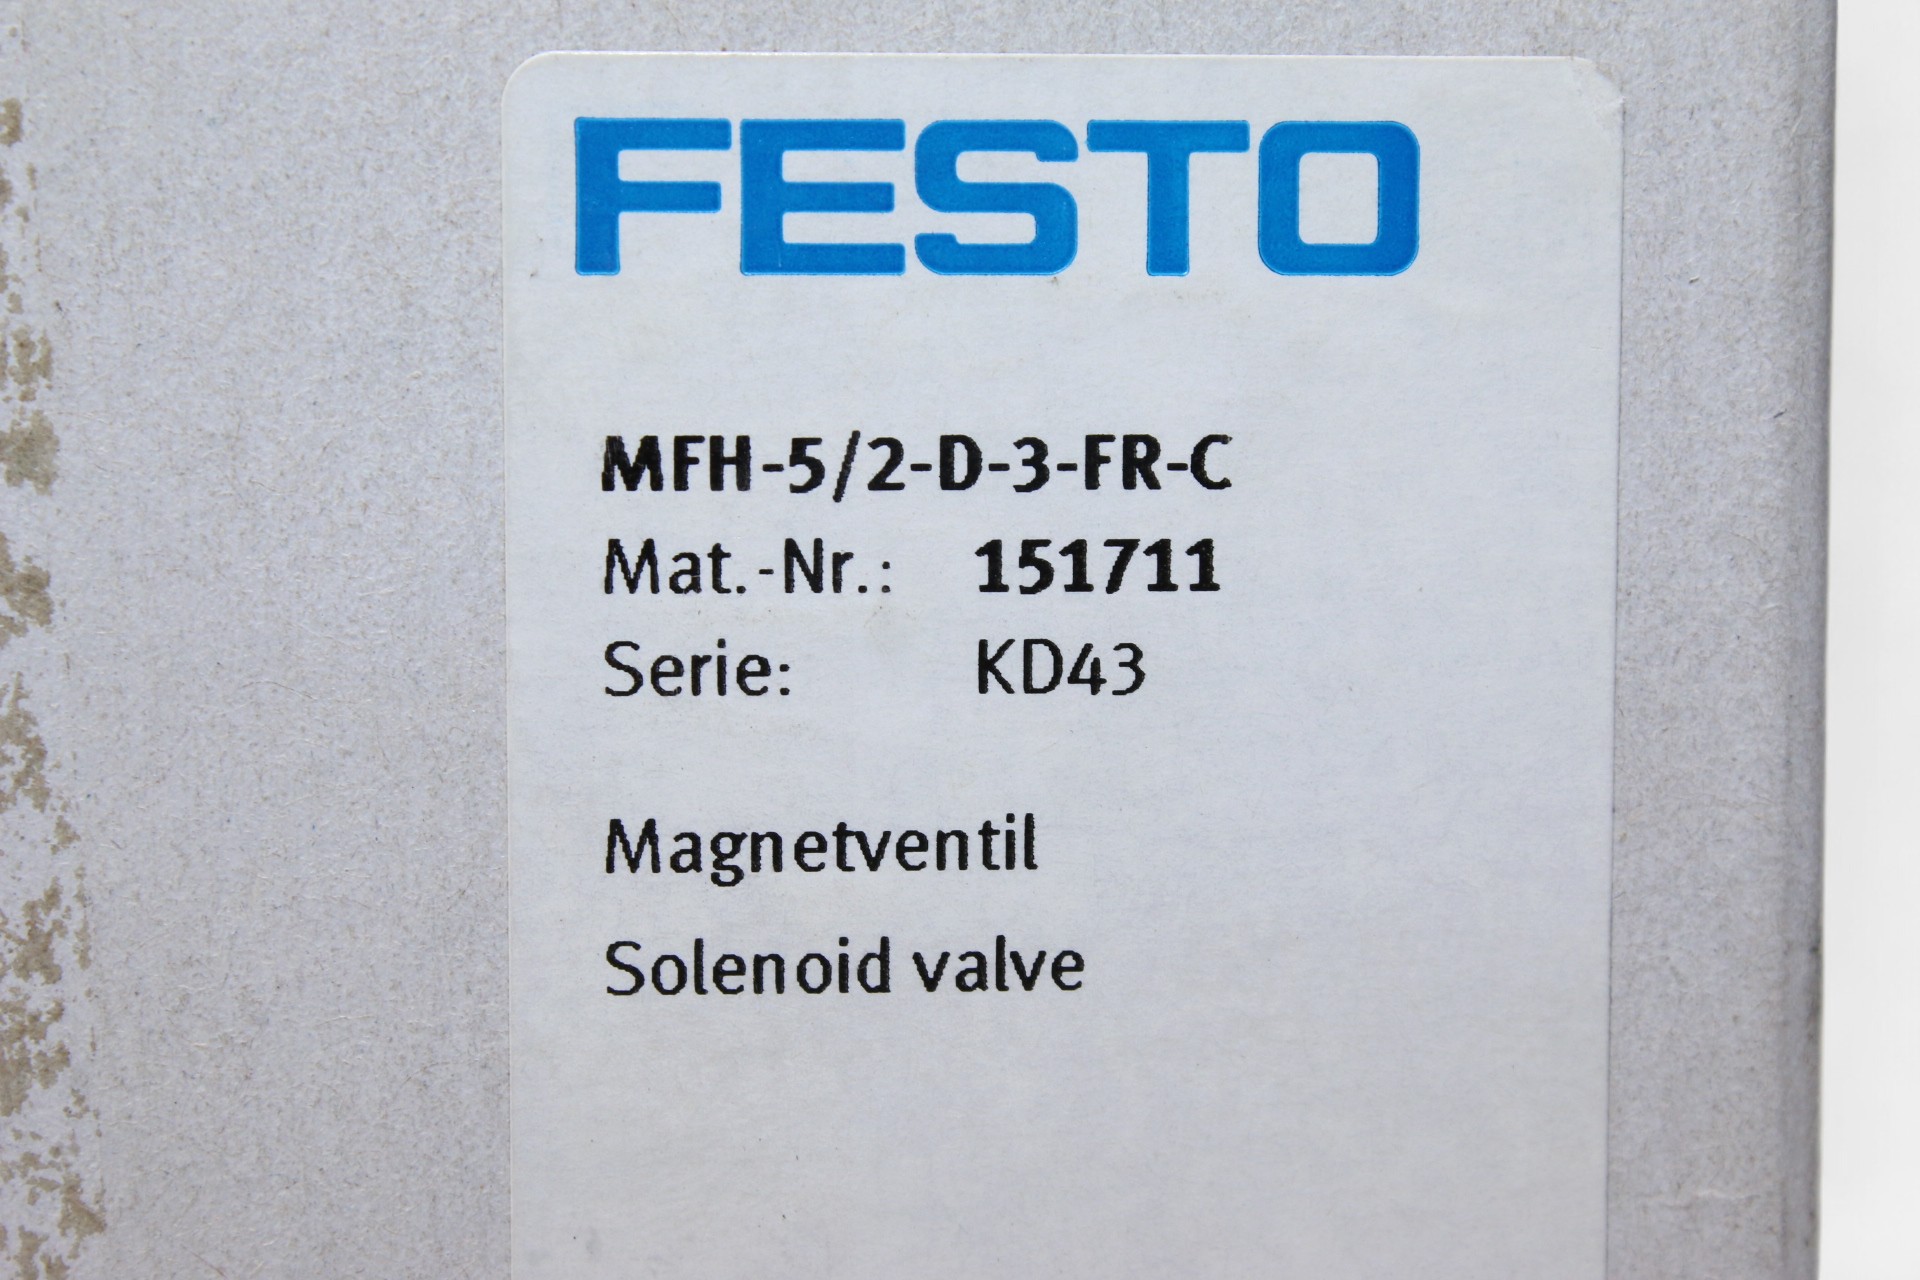 FESTO
MFH-5/2-D-3-FR-C
Mat.-Nr.: 151711
Serie: KD43
Magnetventil
Solenoid valve